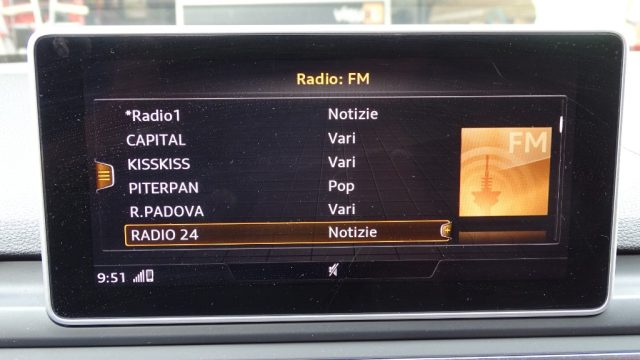 Radio: FM
*Radio1 Notizie
CAPITAL Vari
KISSKISS Vari
PITERPAN Pop
R.PADOVA Vari
RADIO 24 Notizie
FM
9:51